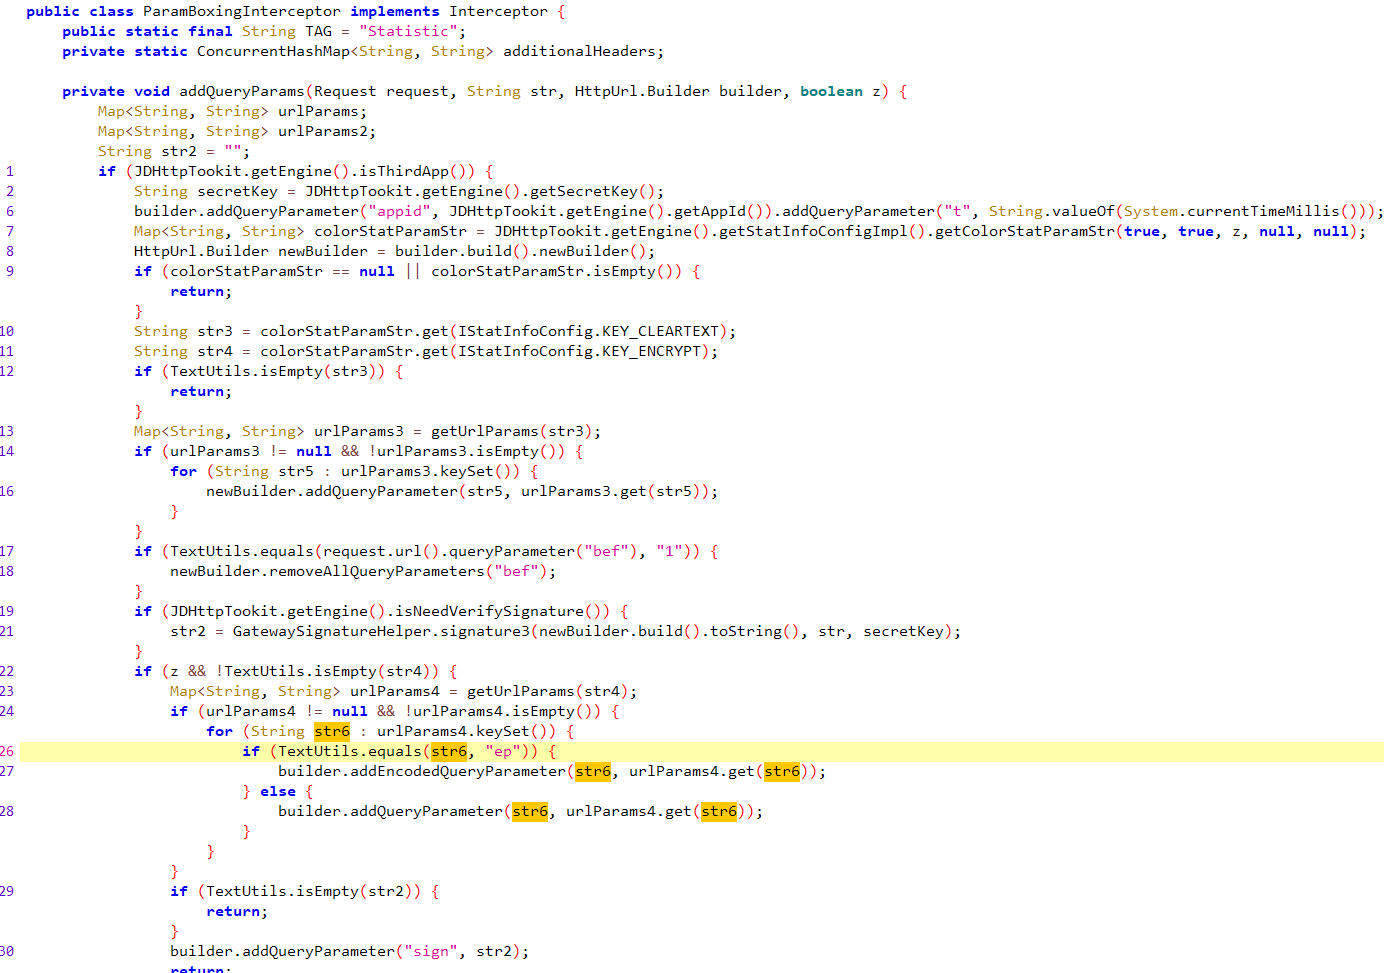 public class ParamBoxingInterceptor implements Interceptor {
public static final String TAG = "Statistic";
private static ConcurrentHashMap<String, String> additionalHeaders;
private void addQueryParams(Request request, String str, HttpUrl.Builder builder, boolean z) {
Map<String, String> urlParams;
Map<String, String> urlParams2;
String str2 = "";
1 if (JDHttpTookit.getEngine().isThirdApp()) {
2 String secretKey = JDHttpTookit.getEngine().getSecretKey();
6 builder.addQueryParameter("appid", JDHttpTookit.getEngine().getAppId()).addQueryParameter("t", String.valueOf(System.currentTimeMillis()));
7 Map<String, String> colorStatParamStr = JDHttpTookit.getEngine().getStatInfoConfigImpl().getColorStatParamStr(true, true, z, null, null);
8 HttpUrl.Builder newBuilder = builder.build().newBuilder();
9 if (colorStatParamStr == null || colorStatParamStr.isEmpty()) {
return;
}
10 String str3 = colorStatParamStr.get(IStatInfoConfig.KEY_CLEARTEXT);
11 String str4 = colorStatParamStr.get(IStatInfoConfig.KEY_ENCRYPT);
12 if (TextUtils.isEmpty(str3)) {
return;
}
13 Map<String, String> urlParams3 = getUrlParams(str3);
14 if (urlParams3 != null && !urlParams3.isEmpty()) {
for (String str5 : urlParams3.keySet()) {
16 newBuilder.addQueryParameter(str5, urlParams3.get(str5));
}
}
17 if (TextUtils.equals(request.url().queryParameter("bef"), "1")) {
18 newBuilder.removeAllQueryParameters("bef");
}
19 if (JDHttpTookit.getEngine().isNeedVerifySignature()) {
21 str2 = GatewaySignatureHelper.signature3(newBuilder.build().toString(), str, secretKey);
}
22 if (z && !TextUtils.isEmpty(str4)) {
23 Map<String, String> urlParams4 = getUrlParams(str4);
24 if (urlParams4 != null && !urlParams4.isEmpty()) {
for (String str6 : urlParams4.keySet()) {
26 if (TextUtils.equals(str6, "ep")) {
27 builder.addEncodedQueryParameter(str6, urlParams4.get(str6));
} else {
28 builder.addQueryParameter(str6, urlParams4.get(str6));
}
}
}
29 if (TextUtils.isEmpty(str2)) {
return;
}
30 builder.addQueryParameter("sign", str2);
return;